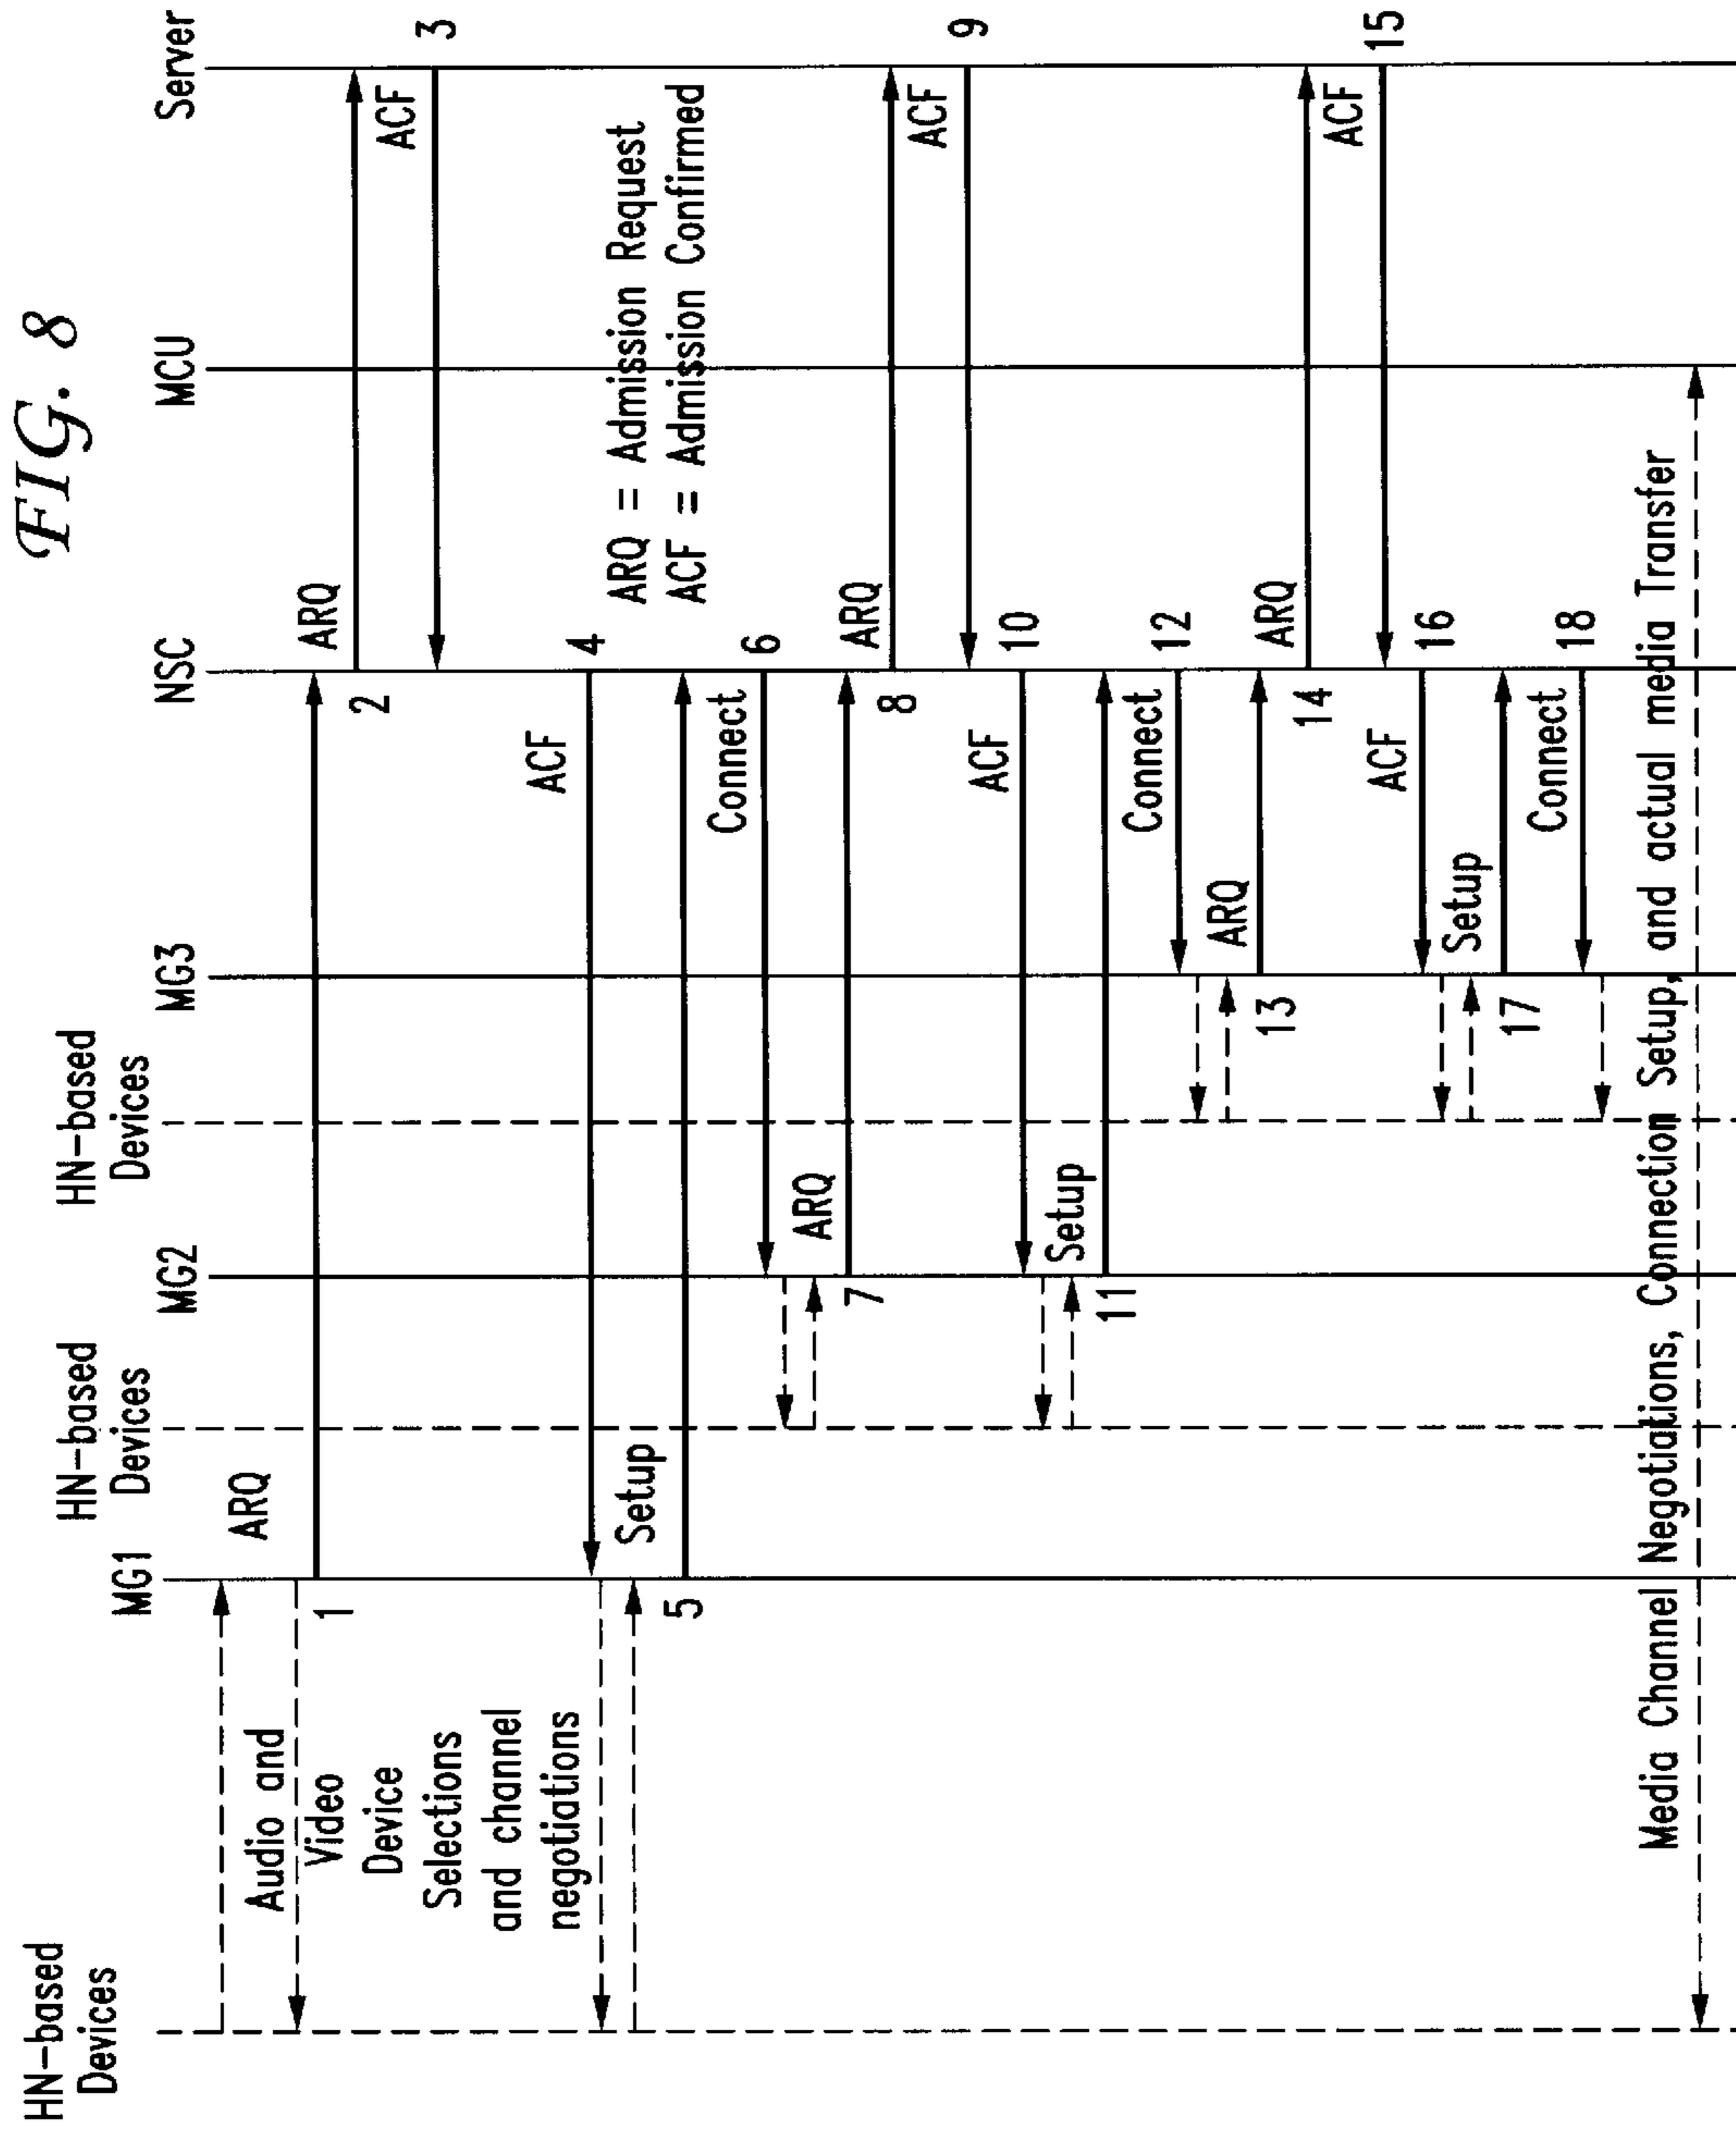 FIG. 8
HN-based
Devices
MG1
HN-based
Devices
MG2
HN-based
Devices
MG3
NSC
MCU
Server
ARQ
Audio and
Video
Device
Selections
and channel
negotiations
1
2
ARQ
ACF
3
ACF
4
ARQ = Admission Request
ACF = Admission Confirmed
Setup
5
Connect
6
ARQ
7
8
ARQ
ACF
9
ACF
10
Setup
11
Connect
12
ARQ
13
14
ARQ
ACF
15
ACF
16
Setup
17
Connect
18
Media Channel Negotiations, Connection Setup, and actual media Transfer